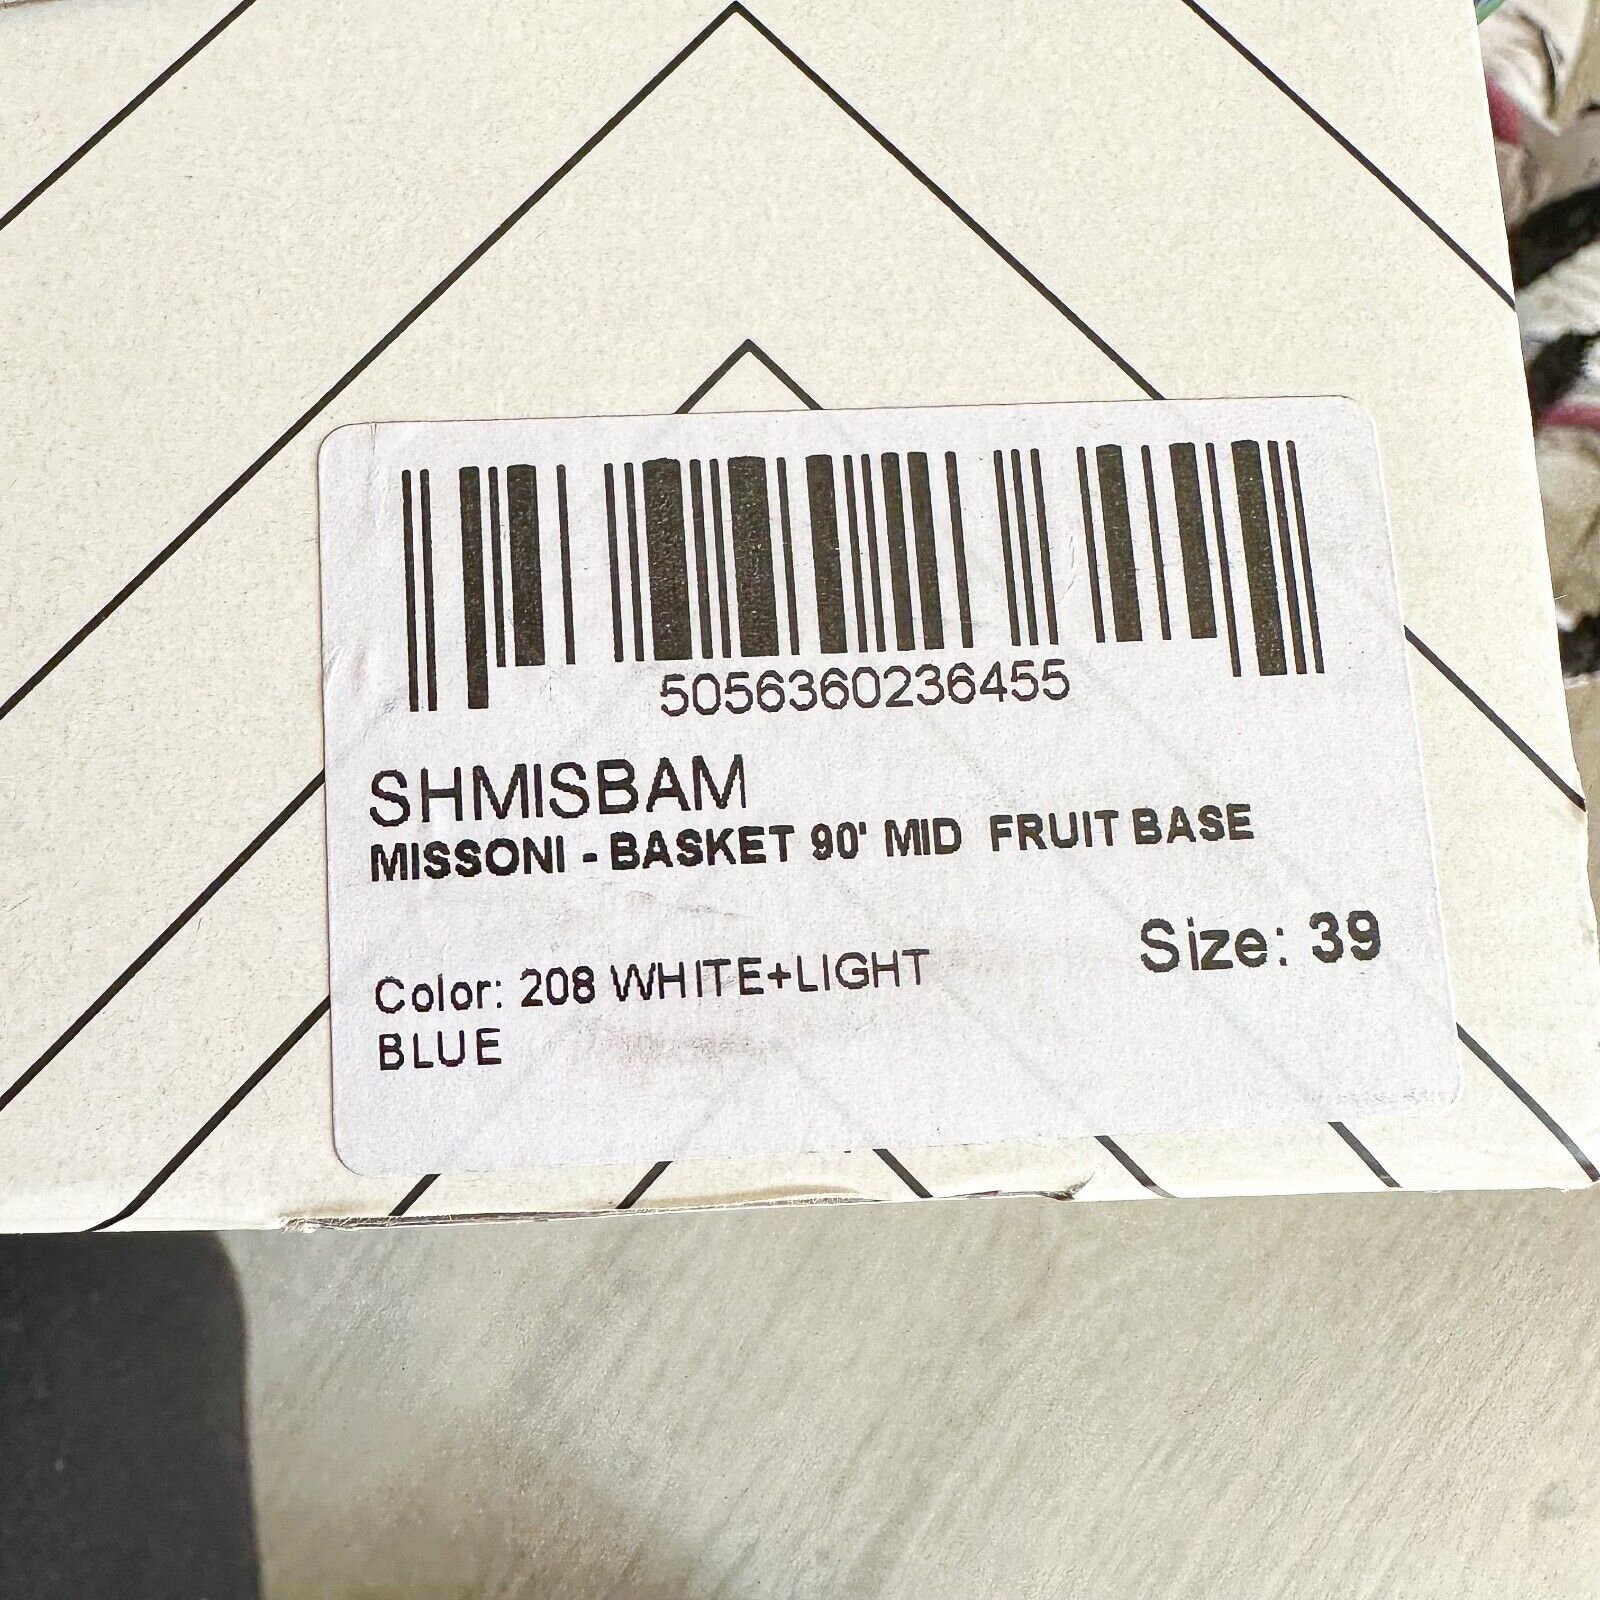 5056360236455
SHMISBAM
MISSONI - BASKET 90' MID FRUIT BASE
Size: 39
Color: 208 WHITE+LIGHT
BLUE